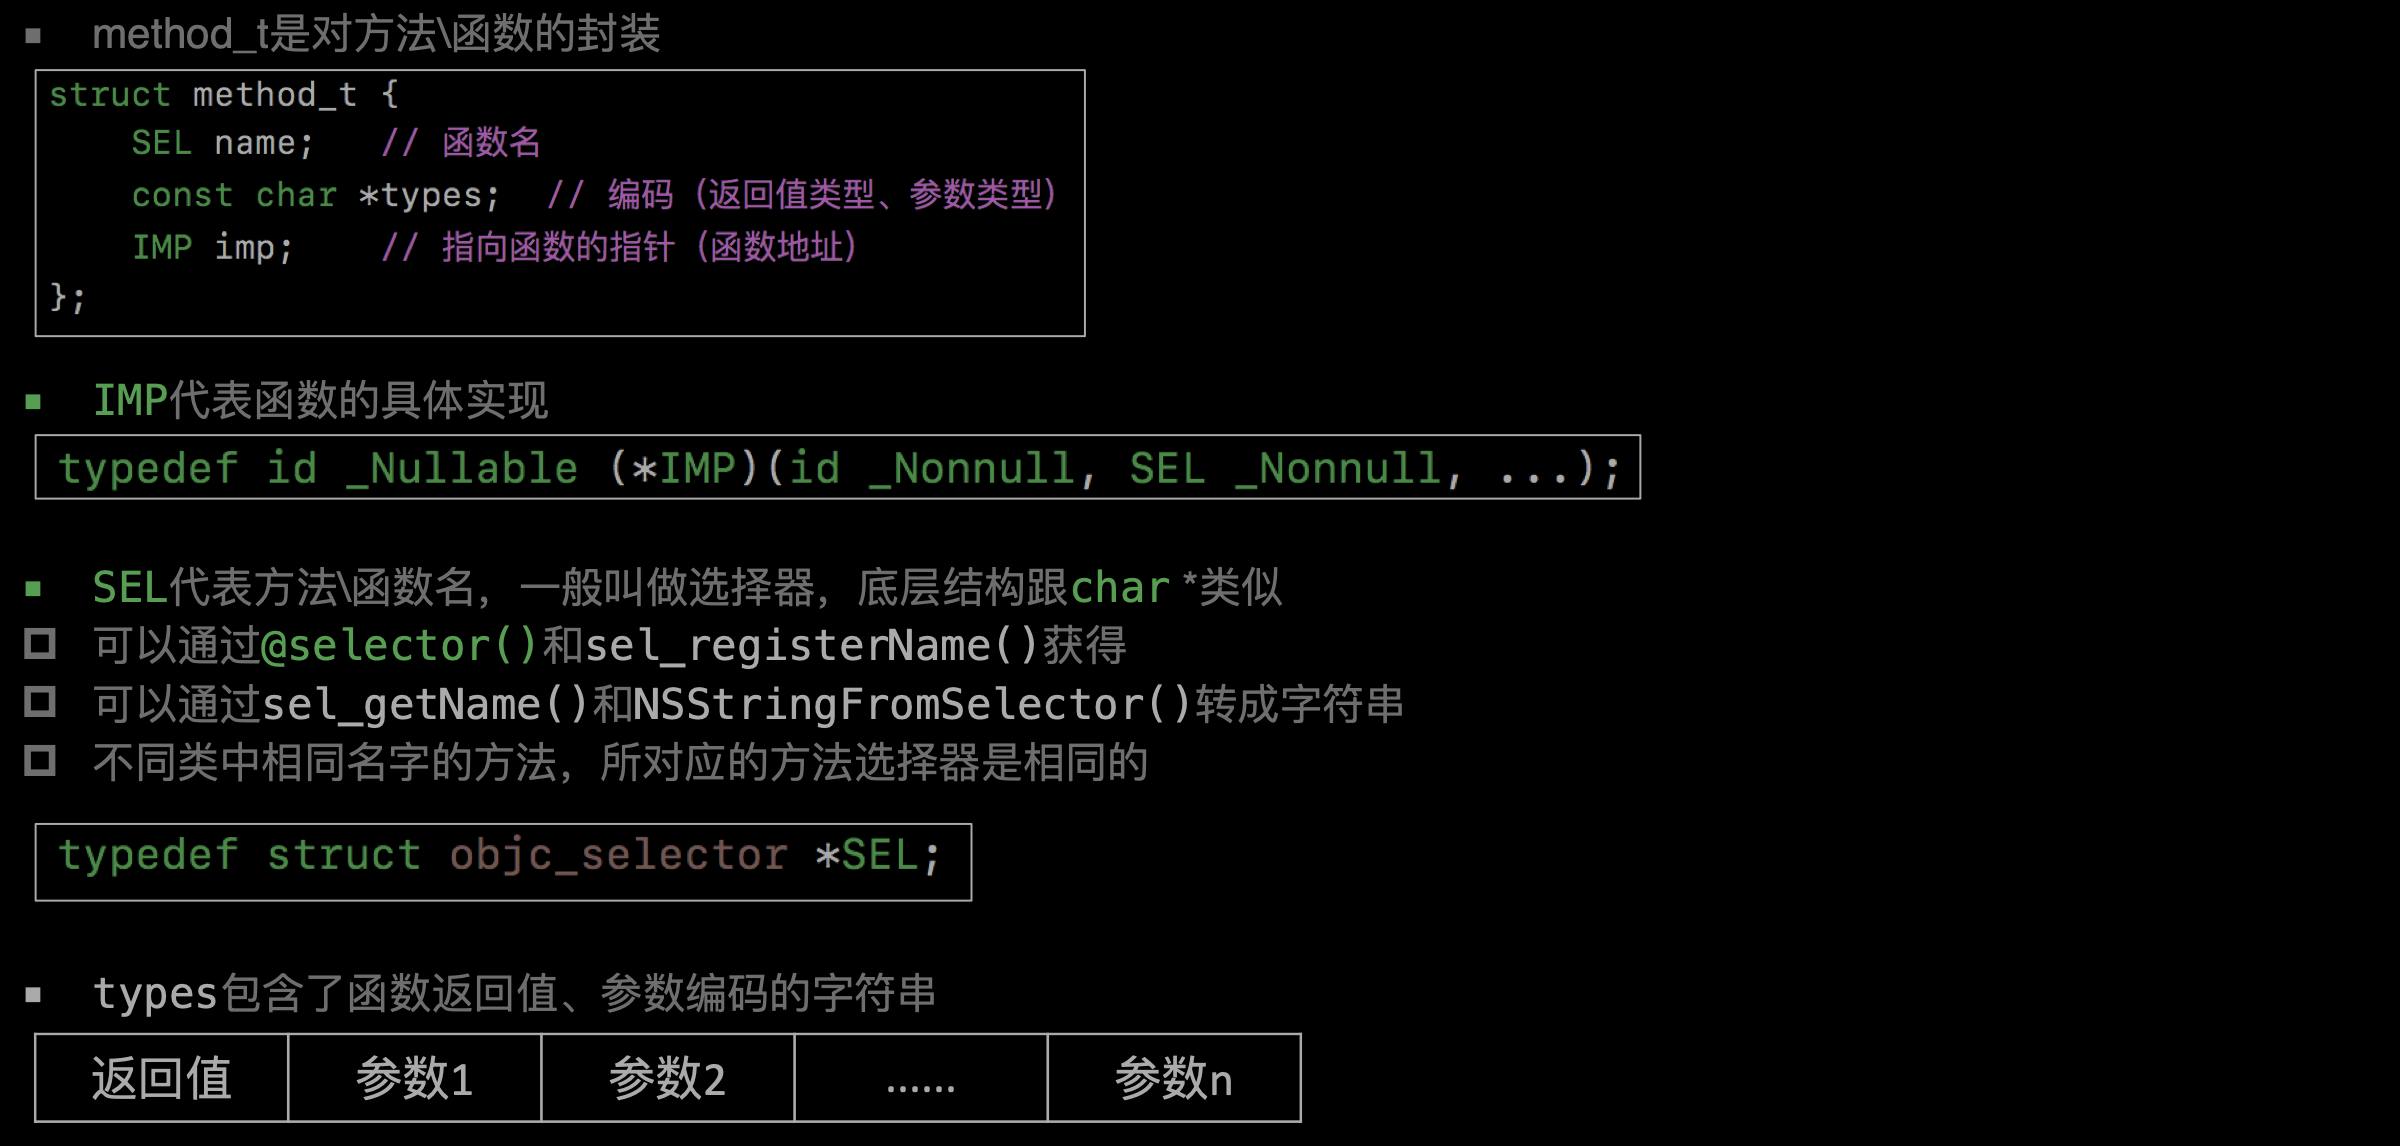 method_t是对方法\函数的封装
struct method_t {
    SEL name;   // 函数名
    const char *types;  // 编码（返回值类型、参数类型）
    IMP imp;    // 指向函数的指针（函数地址）
};
IMP代表函数的具体实现
typedef id _Nullable (*IMP)(id _Nonnull, SEL _Nonnull, ...);
SEL代表方法\函数名，一般叫做选择器，底层结构跟char *类似
可以通过@selector()和sel_registerName()获得
可以通过sel_getName()和NSStringFromSelector()转成字符串
不同类中相同名字的方法，所对应的方法选择器是相同的
typedef struct objc_selector *SEL;
types包含了函数返回值、参数编码的字符串
返回值 参数1 参数2 …… 参数n